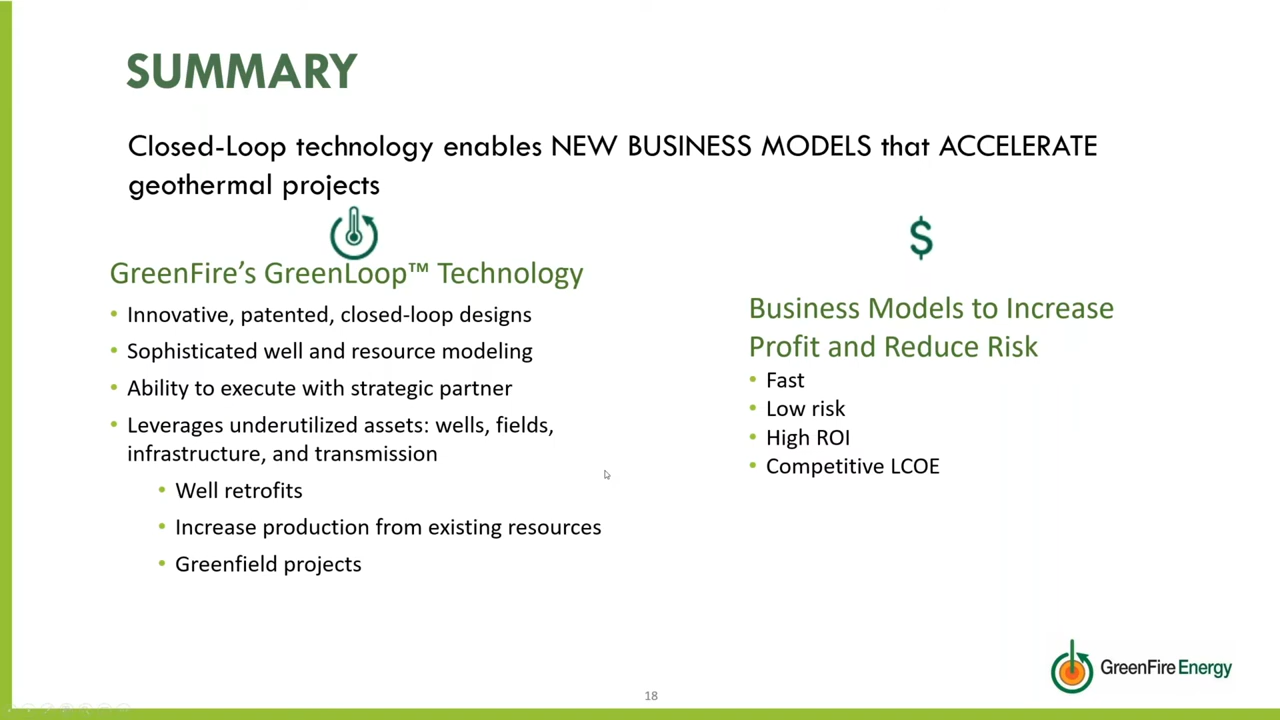 SUMMARY
Closed-Loop technology enables NEW BUSINESS MODELS that ACCELERATE
geothermal projects
GreenFire’s GreenLoop™ Technology
• Innovative, patented, closed-loop designs
• Sophisticated well and resource modeling
• Ability to execute with strategic partner
• Leverages underutilized assets: wells, fields,
infrastructure, and transmission
• Well retrofits
• Increase production from existing resources
• Greenfield projects
$
Business Models to Increase
Profit and Reduce Risk
• Fast
• Low risk
• High ROI
• Competitive LCOE
GreenFire Energy
18